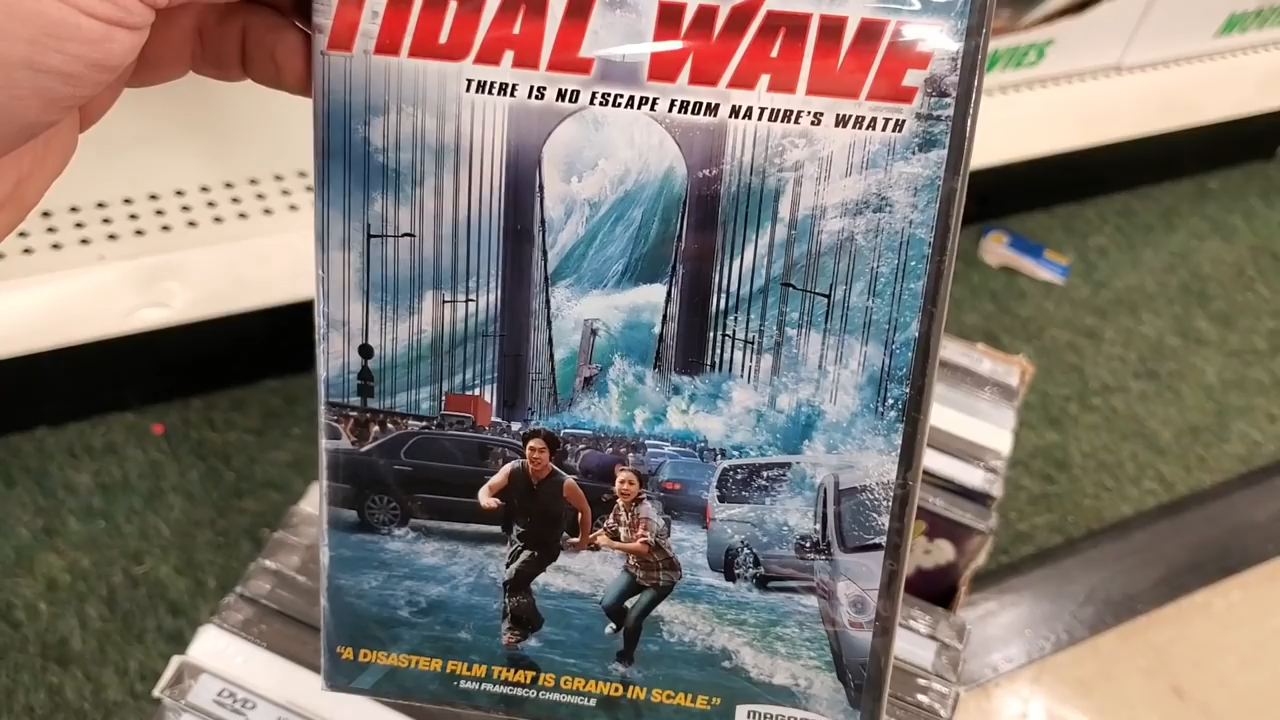 TIDAL WAVE
THERE IS NO ESCAPE FROM NATURE'S WRATH
"A DISASTER FILM THAT IS GRAND IN SCALE."
- SAN FRANCISCO CHRONICLE
DVD